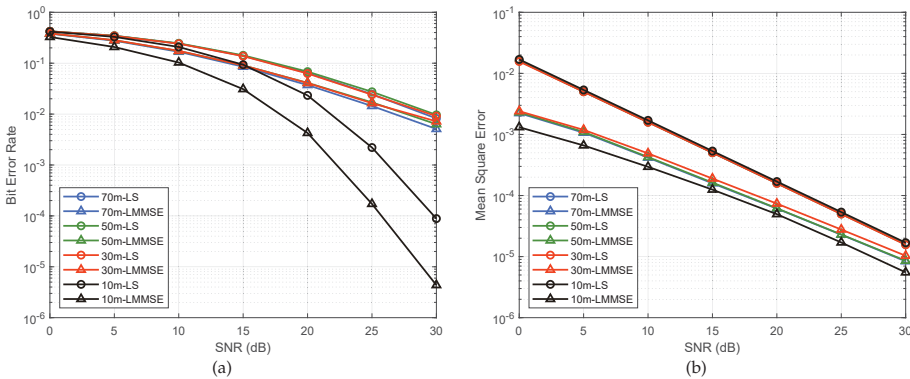 10^0
10^-1
10^-2
10^-3
10^-4
10^-5
10^-6
Bit Error Rate
70m-LS
70m-LMMSE
50m-LS
50m-LMMSE
30m-LS
30m-LMMSE
10m-LS
10m-LMMSE
0 5 10 15 20 25 30
SNR (dB)
(a)
10^-1
10^-2
10^-3
10^-4
10^-5
10^-6
Mean Square Error
70m-LS
70m-LMMSE
50m-LS
50m-LMMSE
30m-LS
30m-LMMSE
10m-LS
10m-LMMSE
0 5 10 15 20 25 30
SNR (dB)
(b)